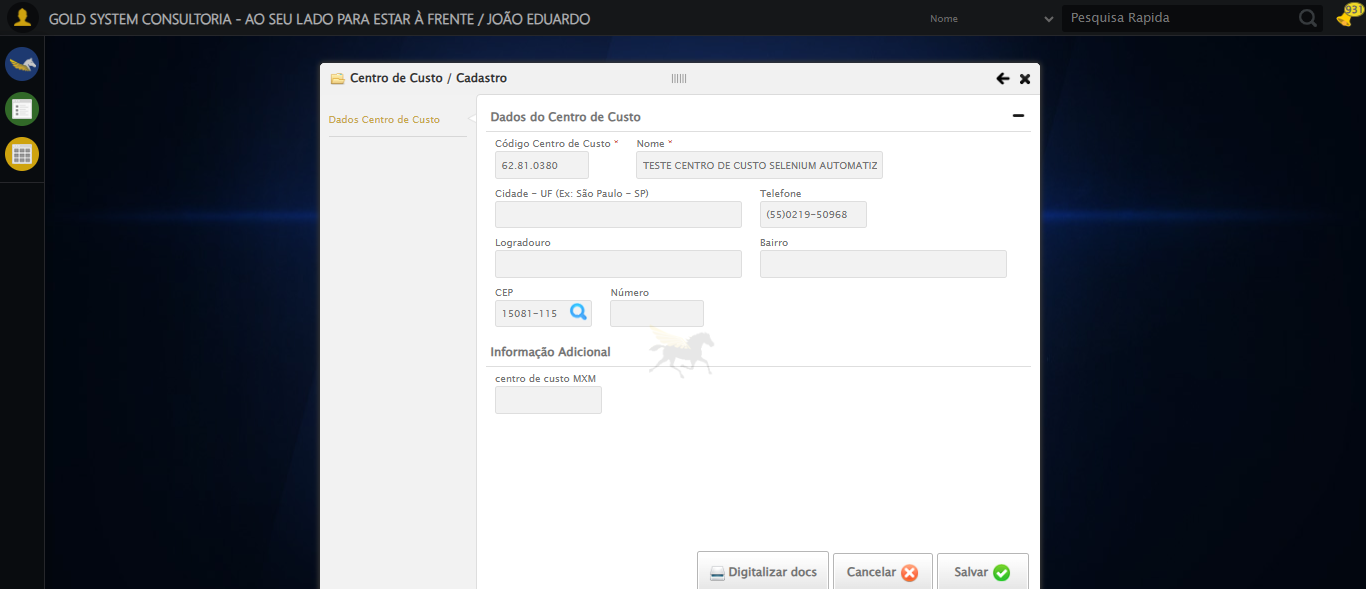 GOLD SYSTEM CONSULTORIA - AO SEU LADO PARA ESTAR À FRENTE / JOÃO EDUARDO
Nome
Pesquisa Rapida
931
Centro de Custo / Cadastro
Dados Centro de Custo
Dados do Centro de Custo
Código Centro de Custo * Nome *
62.81.0380 TESTE CENTRO DE CUSTO SELENIUM AUTOMATIZ
Cidade - UF (Ex: São Paulo - SP) Telefone
(55)0219-50968
Logradouro Bairro
CEP Número
15081-115
Informação Adicional
centro de custo MXM
Digitalizar docs Cancelar Salvar